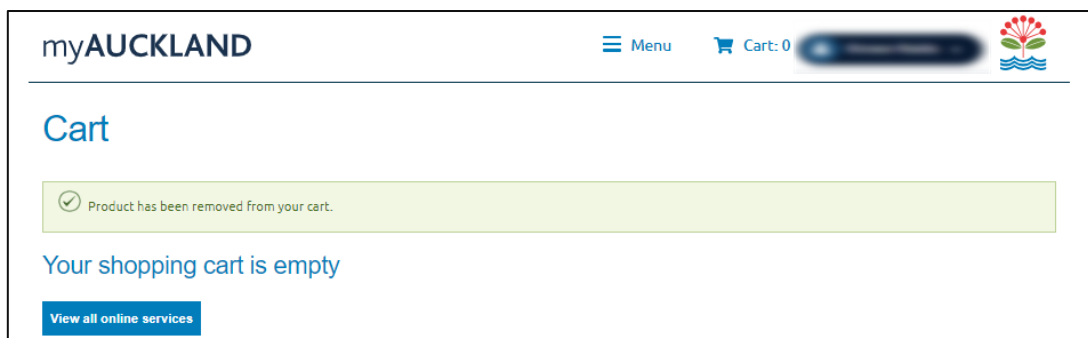 myAUCKLAND
Menu
Cart: 0
Cart
Product has been removed from your cart.
Your shopping cart is empty
View all online services